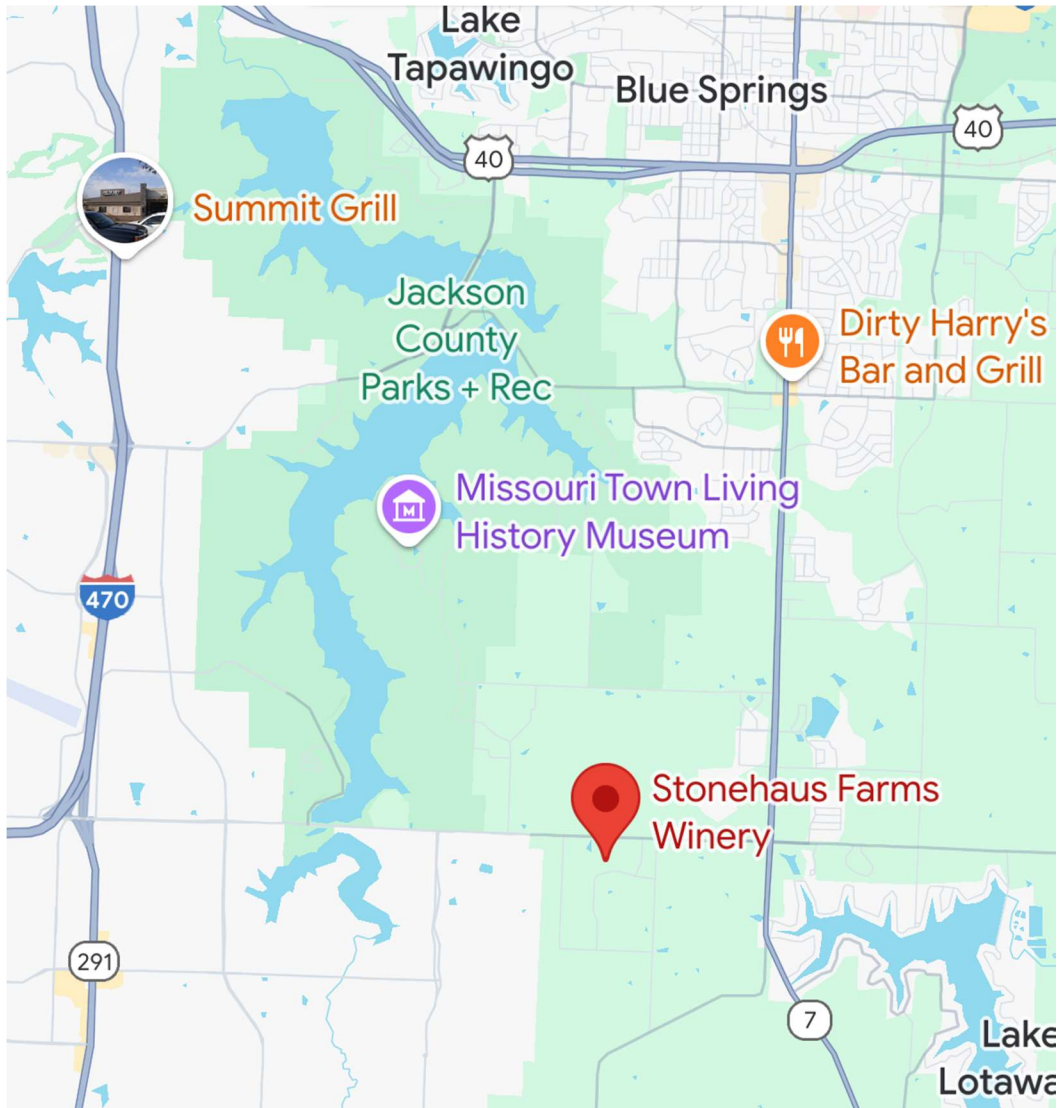 Lake
Tapawingo
Blue Springs
40
40
Summit Grill
Jackson
County
Parks + Rec
Dirty Harry's
Bar and Grill
Missouri Town Living
History Museum
M
470
Stonehaus Farms
Winery
291
7
Lake
Lotawa